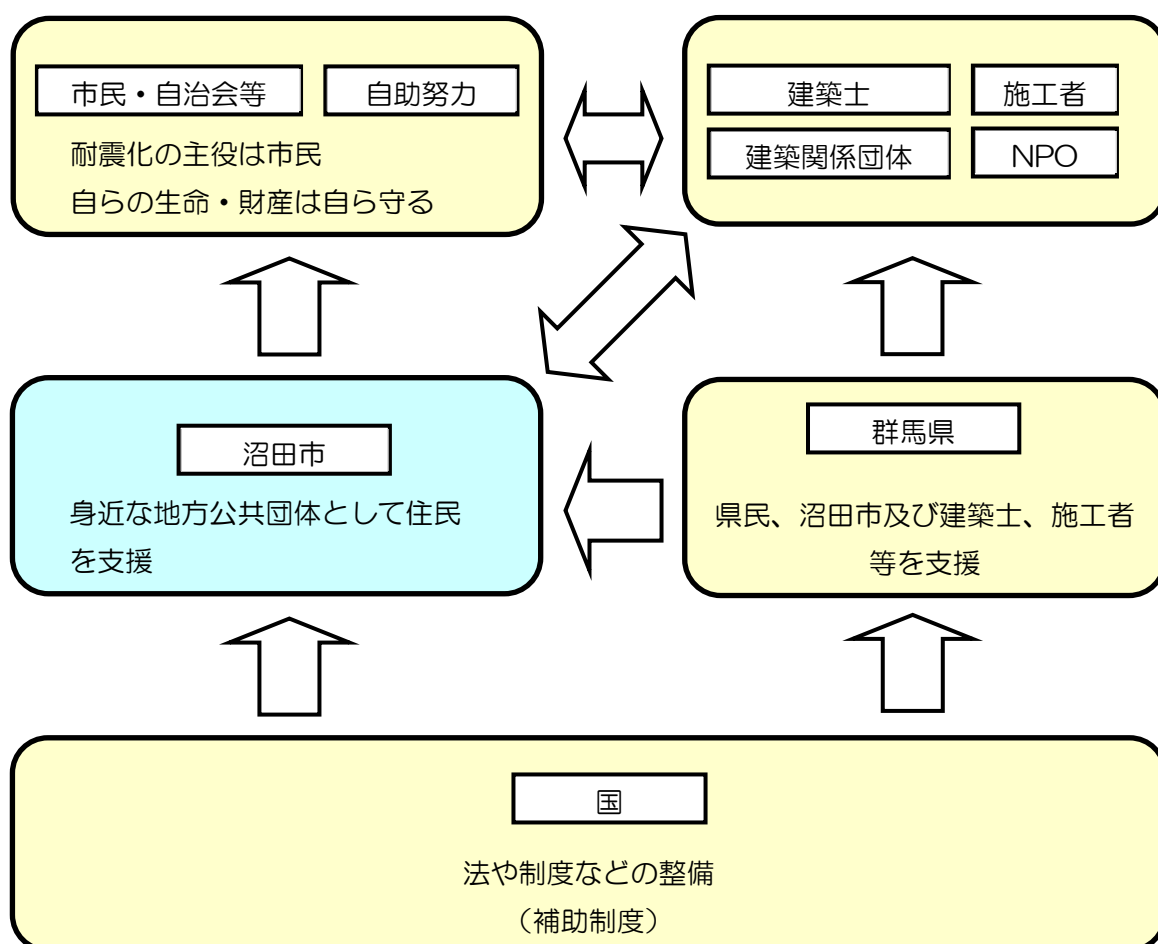 市民・自治会等
自助努力
耐震化の主役は市民
自らの生命・財産は自ら守る
建築士
施工者
建築関係団体
NPO
沼田市
身近な地方公共団体として住民
を支援
群馬県
県民、沼田市及び建築士、施工者
等を支援
国
法や制度などの整備
（補助制度）